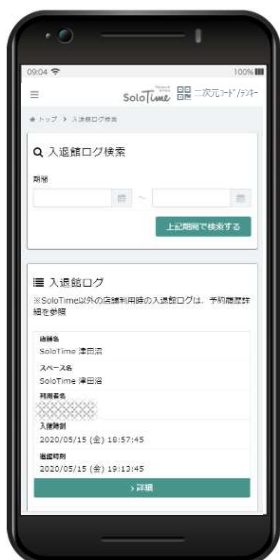 09:04 100%
SoloTime 二次元コード/テンキー
トップ > 入退館ログ検索
入退館ログ検索
期間
~
上記期間で検索する
入退館ログ
※SoloTime以外の店舗利用時の入退館ログは、予約履歴詳
細を参照
店舗名
SoloTime 津田沼
スペース名
SoloTime 津田沼
利用者名
入館時刻
2020/05/15 (金) 18:57:45
退館時刻
2020/05/15 (金) 19:13:45
>詳細